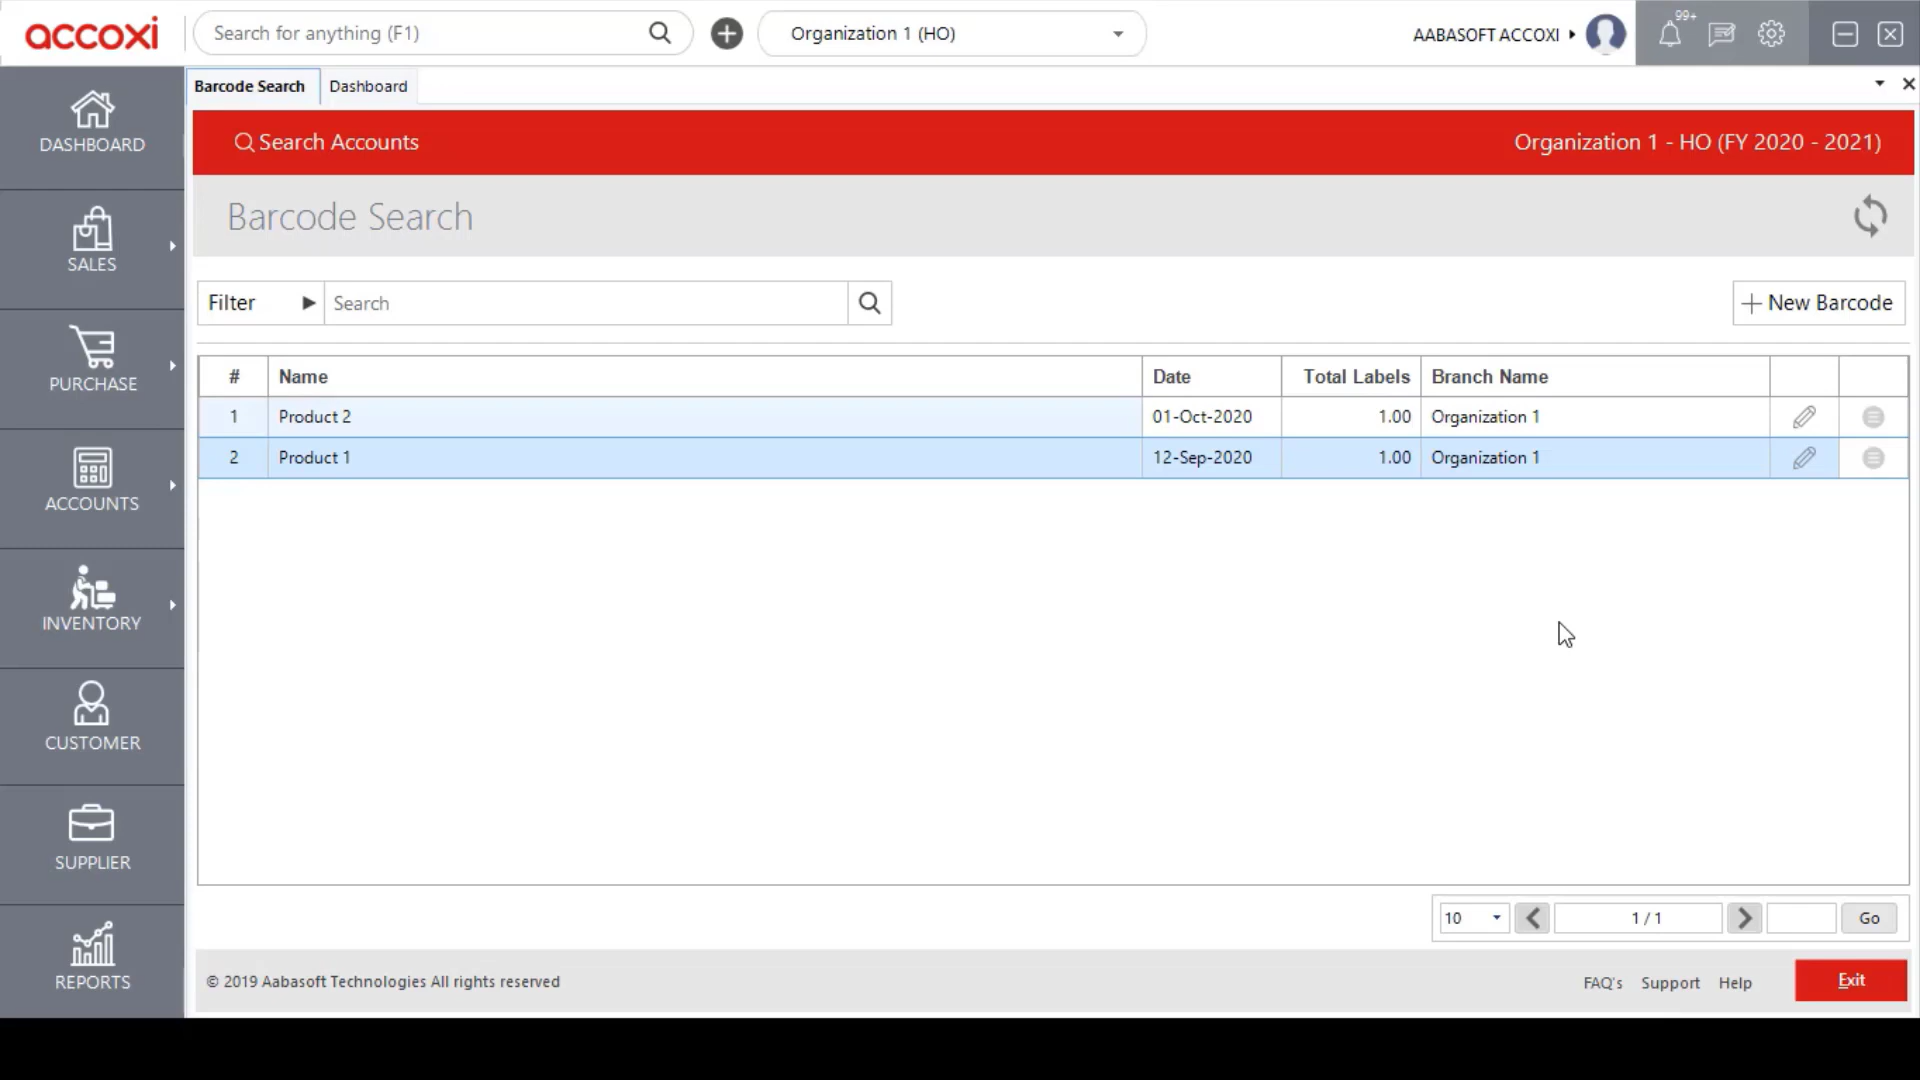 accoxi
Search for anything (F1)
Organization 1 (HO)
AABASOFT ACCOXI
99+
Barcode Search
Dashboard
DASHBOARD
SALES
PURCHASE
ACCOUNTS
INVENTORY
CUSTOMER
SUPPLIER
REPORTS
Search Accounts
Organization 1 - HO (FY 2020 - 2021)
Barcode Search
Filter
Search
New Barcode
# Name Date Total Labels Branch Name
1 Product 2 01-Oct-2020 1.00 Organization 1
2 Product 1 12-Sep-2020 1.00 Organization 1
10 1 / 1 Go
© 2019 Aabasoft Technologies All rights reserved
FAQ's Support Help Exit